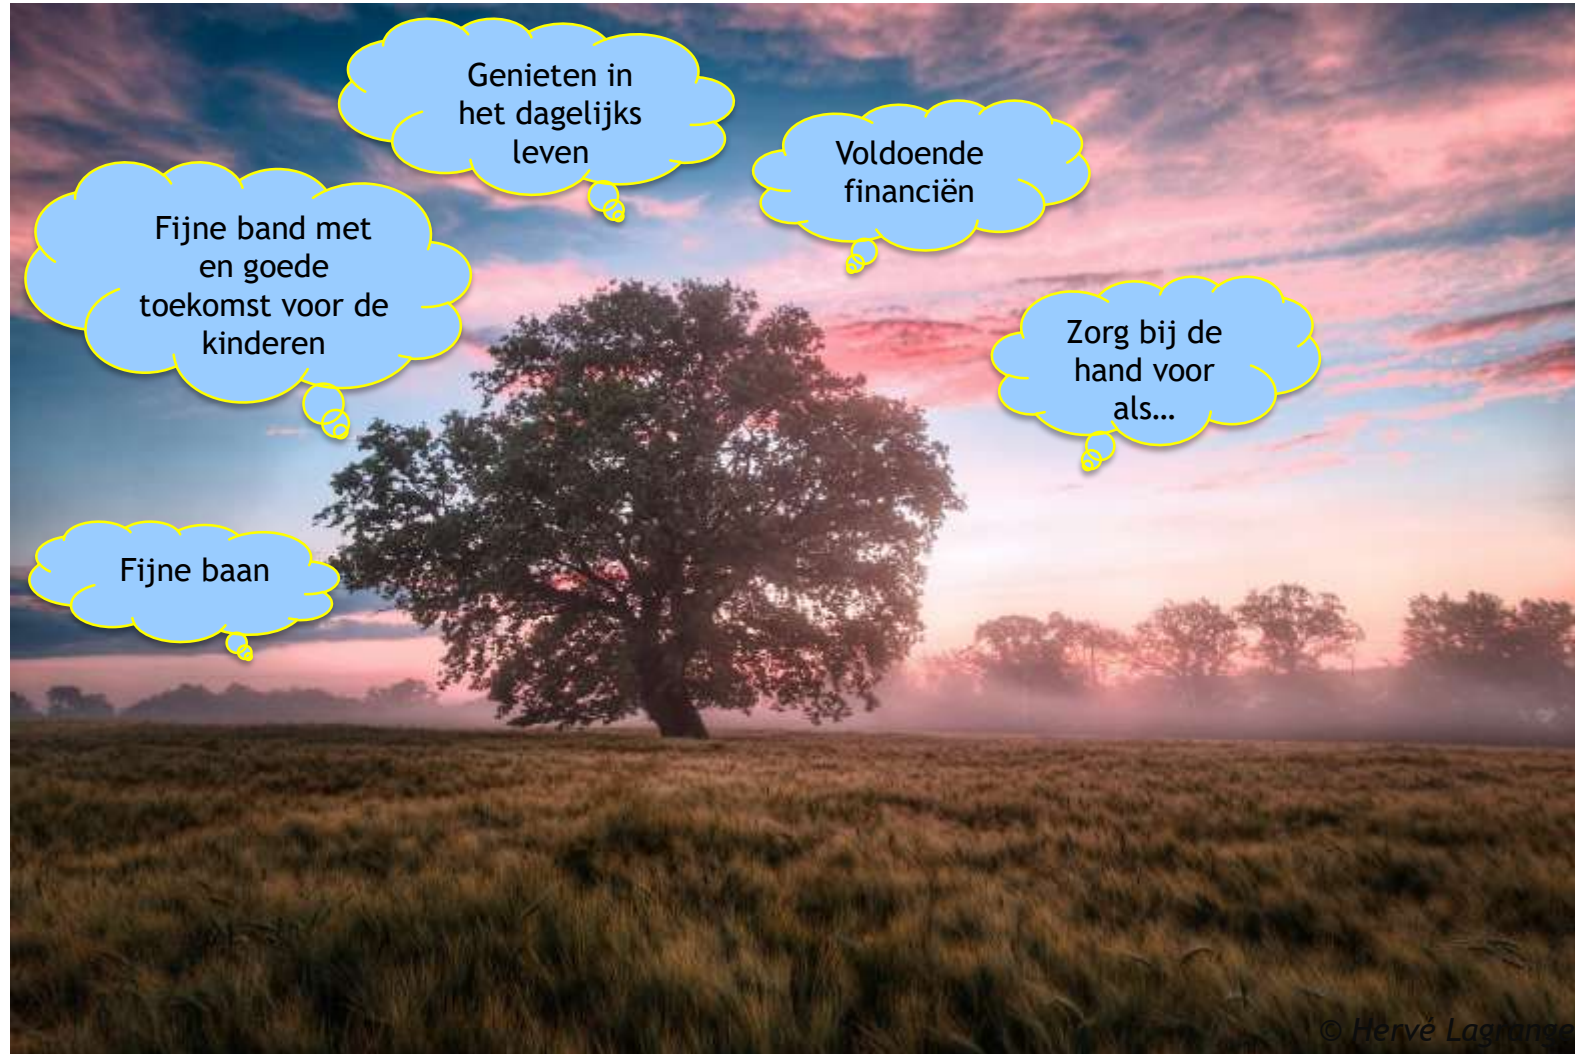 Genieten in
het dagelijks
leven
Voldoende
financiën
Fijne band met
en goede
toekomst voor de
kinderen
Zorg bij de
hand voor
als…
Fijne baan
© Hervé Lagrange